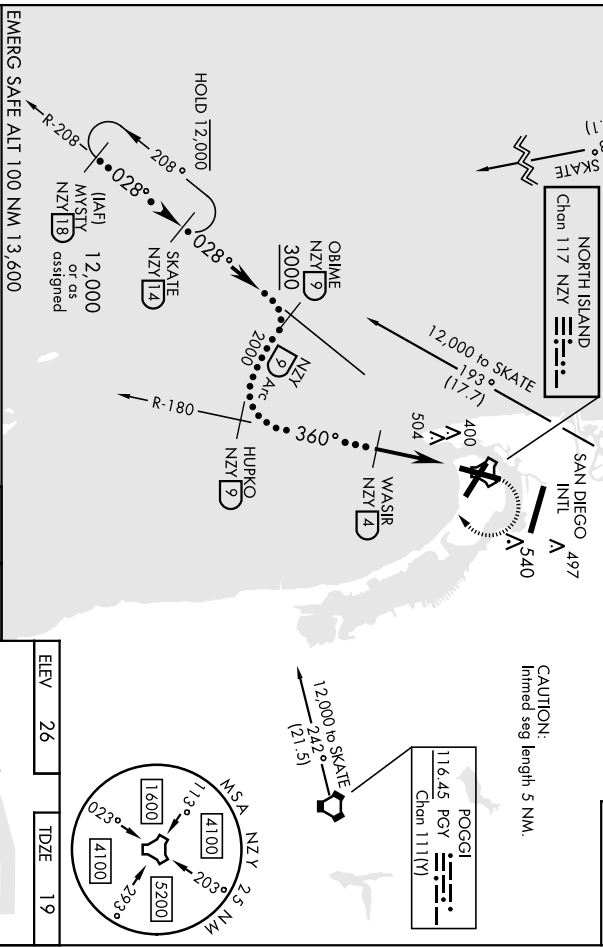 .1)
SKATE
NORTH ISLAND
Chan 117 NZY
HOLD 12,000
R-208
208°
028°
(IAF)
MYSTY
NZY 18
12,000
or as
assigned
SKATE
NZY 14
028°
OBIME
NZY 9
3000
NZY
9 Arc
2000
R-180
HUPKO
NZY 9
360°
WASIR
NZY 4
12,000 to SKATE
193°
(17.7)
400
504
SAN DIEGO
INTL
497
540
EMERG SAFE ALT 100 NM 13,600
CAUTION:
Intmed seg length 5 NM.
POGGI
116.45 PGY
Chan 111(Y)
12,000 to SKATE
242°
(21.5)
MSA NZY 25 NM
113°
203°
293°
023°
1600
4100
5200
4100
ELEV 26
TDZE 19